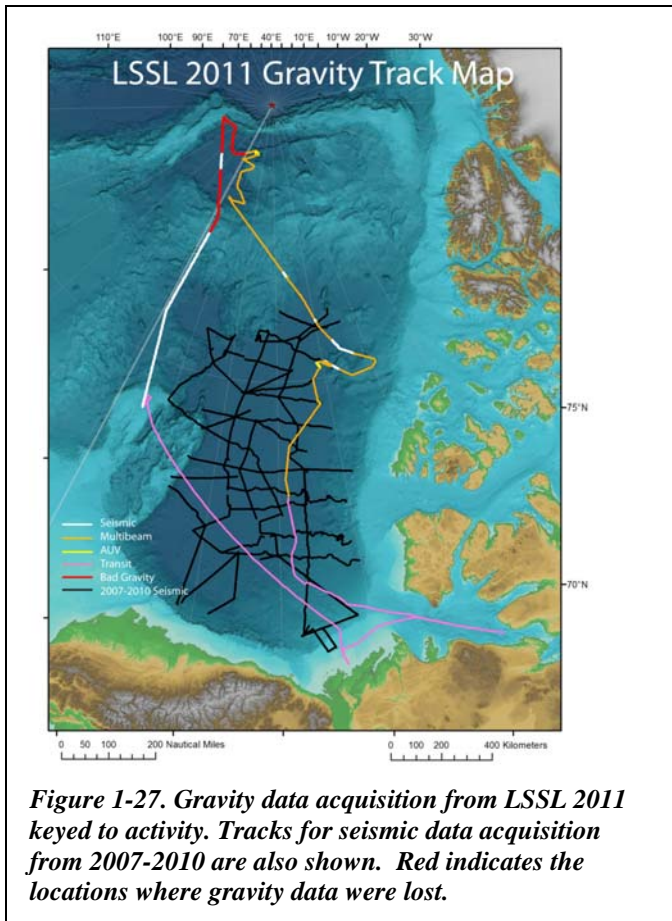 110°E
100°E
90°E
70°E
40°E
10°E
10°W
20°W
30°W
LSSL 2011 Gravity Track Map
75°N
70°N
Seismic
Multibeam
AUV
Transit
Bad Gravity
2007-2010 Seismic
0 50 100 200 Nautical Miles
0 100 200 400 Kilometers
Figure 1-27. Gravity data acquisition from LSSL 2011
keyed to activity. Tracks for seismic data acquisition
from 2007-2010 are also shown. Red indicates the
locations where gravity data were lost.